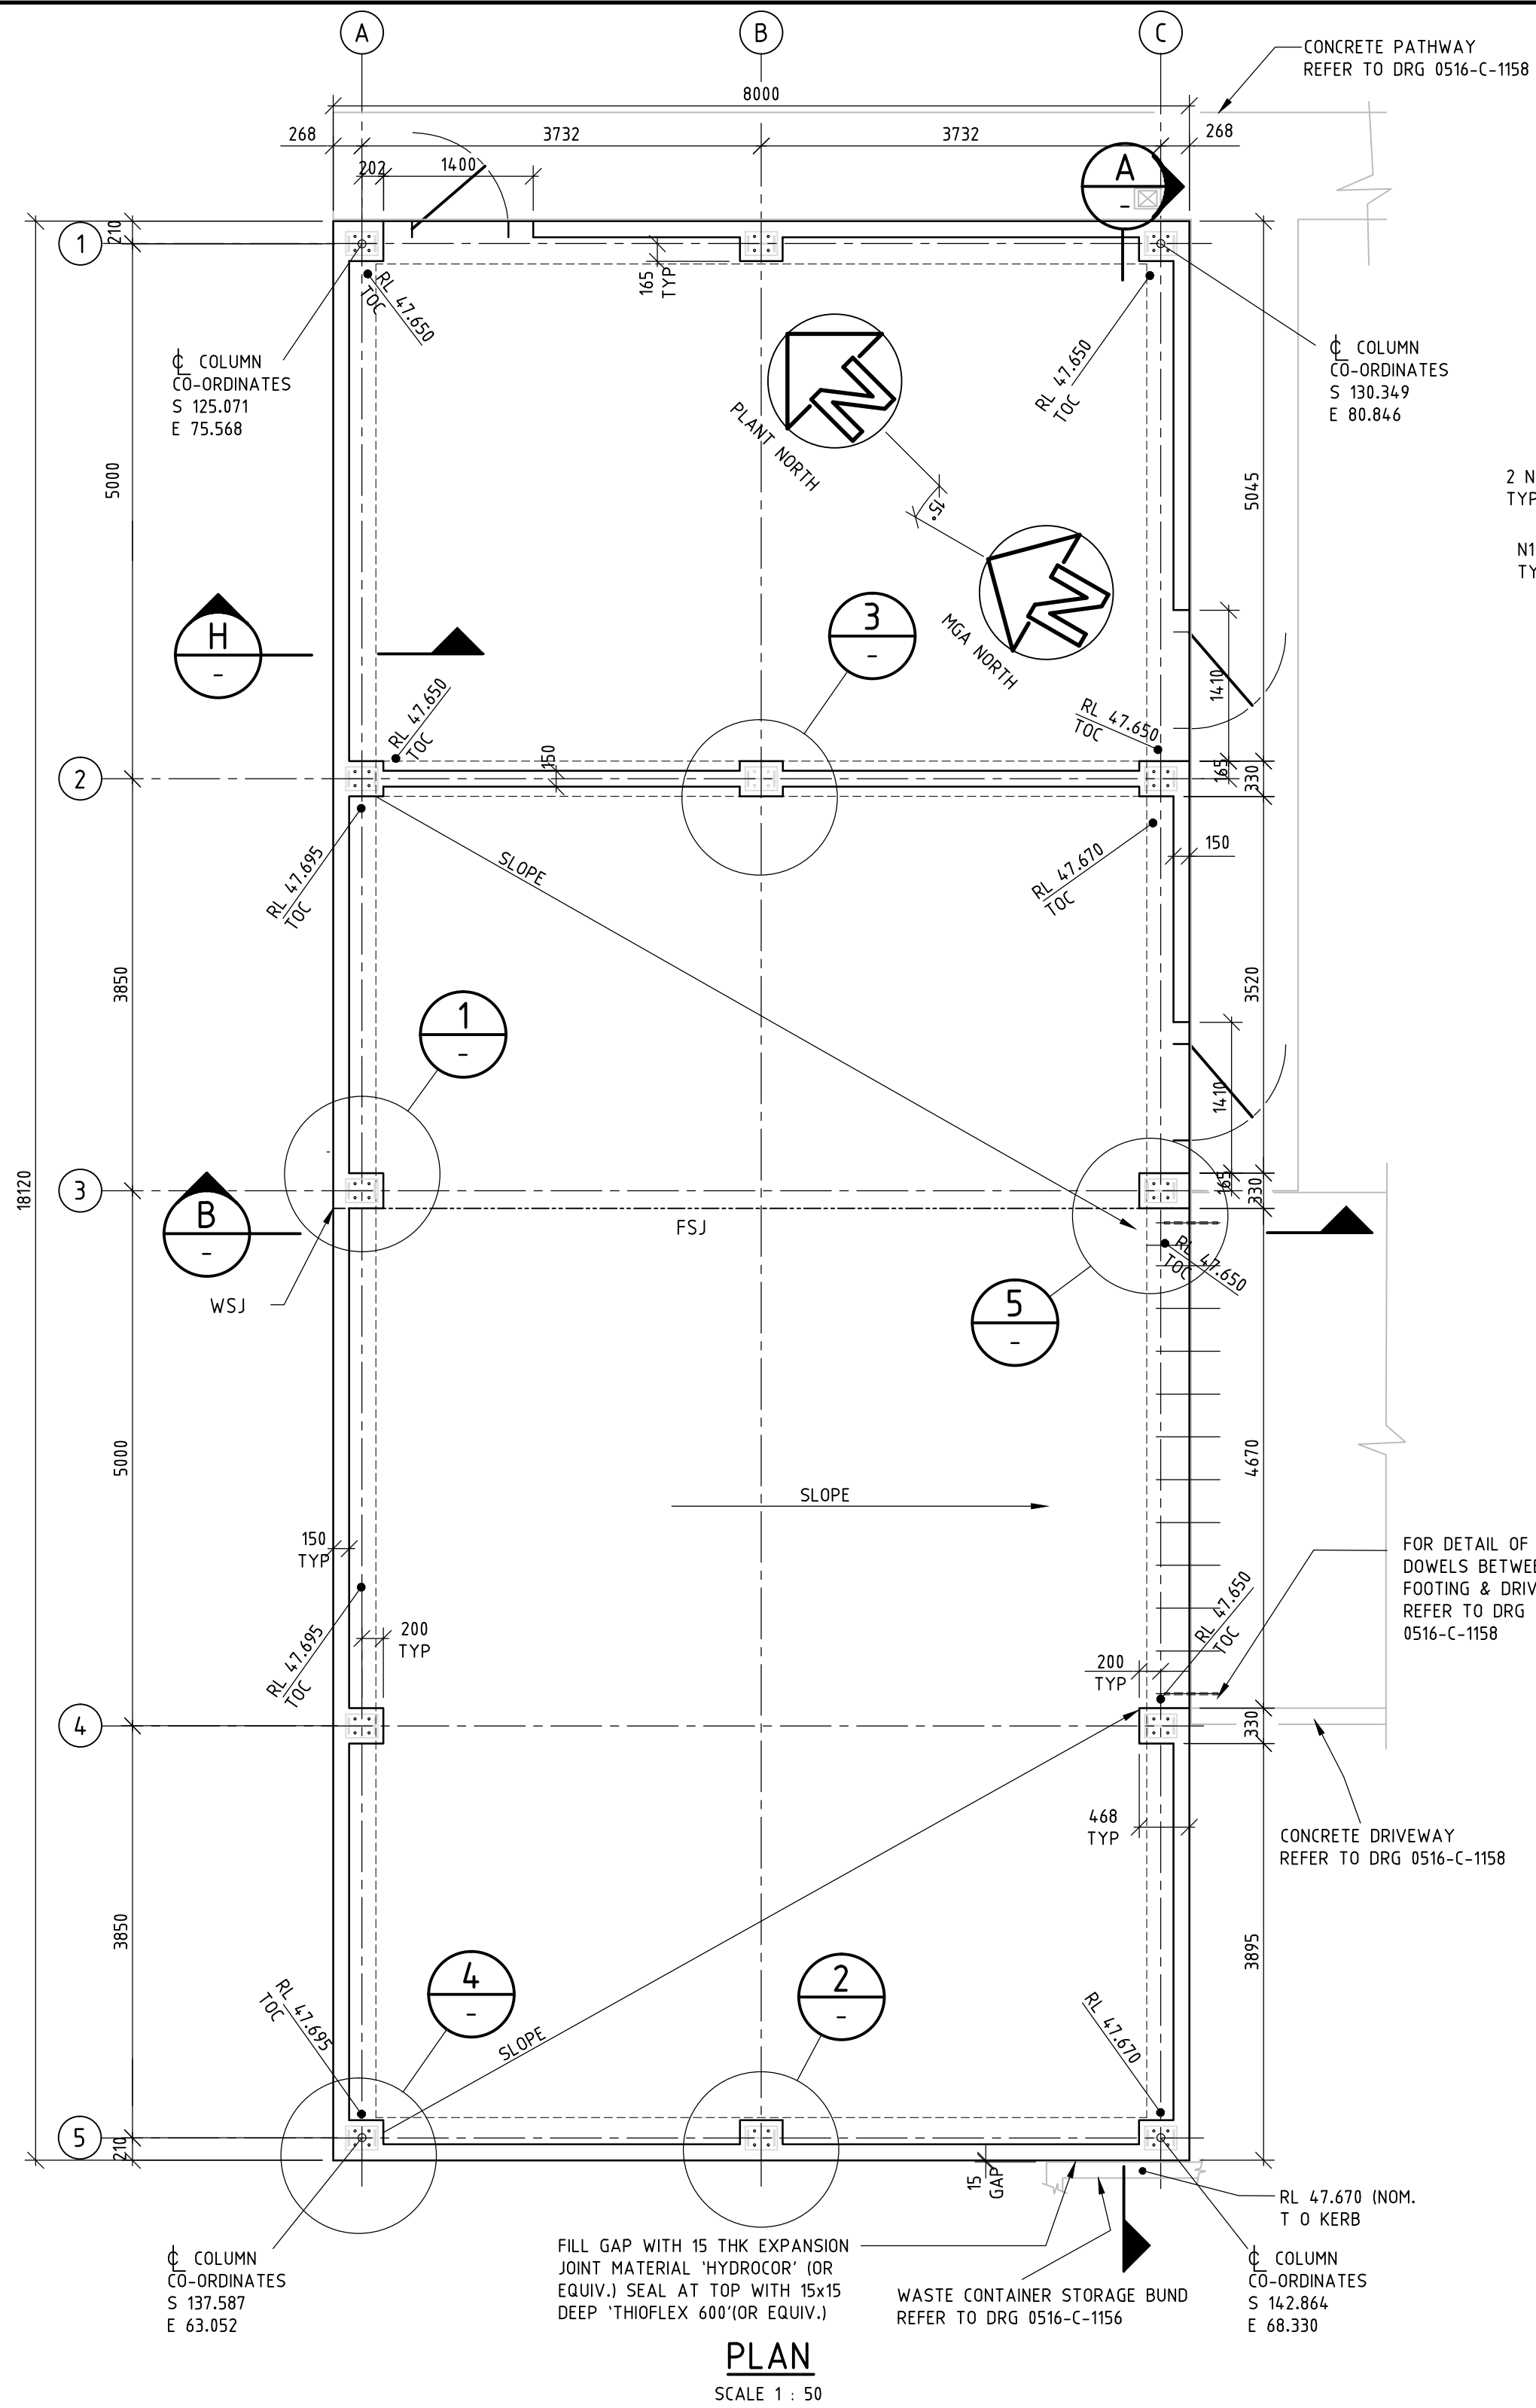 A
B
C
CONCRETE PATHWAY
REFER TO DRG 0516-C-1158
8000
268
3732
3732
268
202
1400
A
-
210
1
165
TYP
RL 47.650
TOC
RL 47.650
TOC
℄ COLUMN
CO-ORDINATES
S 125.071
E 75.568
℄ COLUMN
CO-ORDINATES
S 130.349
E 80.846
PLANT NORTH
N
15°
MGA NORTH
N
5000
5045
2 N
TYP
N1
TY
H
-
3
-
1410
RL 47.650
TOC
RL 47.650
TOC
150
2
165
330
150
RL 47.695
TOC
SLOPE
RL 47.670
TOC
3850
3520
1
-
1410
18120
3
165
330
B
-
FSJ
WSJ
RL 47.650
TOC
5
-
5000
4670
SLOPE
150
TYP
FOR DETAIL OF
DOWELS BETWEE
FOOTING & DRIV
REFER TO DRG
0516-C-1158
RL 47.695
TOC
200
TYP
RL 47.650
TOC
200
TYP
4
330
468
TYP
CONCRETE DRIVEWAY
REFER TO DRG 0516-C-1158
3850
3895
4
-
2
-
RL 47.695
TOC
SLOPE
RL 47.670
5
210
15
GAP
RL 47.670 (NOM.
T O KERB
℄ COLUMN
CO-ORDINATES
S 137.587
E 63.052
FILL GAP WITH 15 THK EXPANSION
JOINT MATERIAL 'HYDROCOR' (OR
EQUIV.) SEAL AT TOP WITH 15x15
DEEP 'THIOFLEX 600'(OR EQUIV.)
WASTE CONTAINER STORAGE BUND
REFER TO DRG 0516-C-1156
℄ COLUMN
CO-ORDINATES
S 142.864
E 68.330
PLAN
SCALE 1 : 50